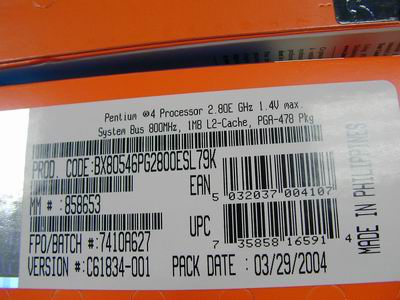 Pentium ®4 Processor 2.80E GHz 1.4V max.
System Bus 800MHz, 1MB L2-Cache, PGA-478 Pkg
PROD. CODE:BX80546PG2800ESL79K
EAN 5 032037 004107
MM # :858653
UPC 7 35858 16591 4
FPO/BATCH #:7410A627
VERSION #:C61834-001
PACK DATE : 03/29/2004
MADE IN PHILIPPINES